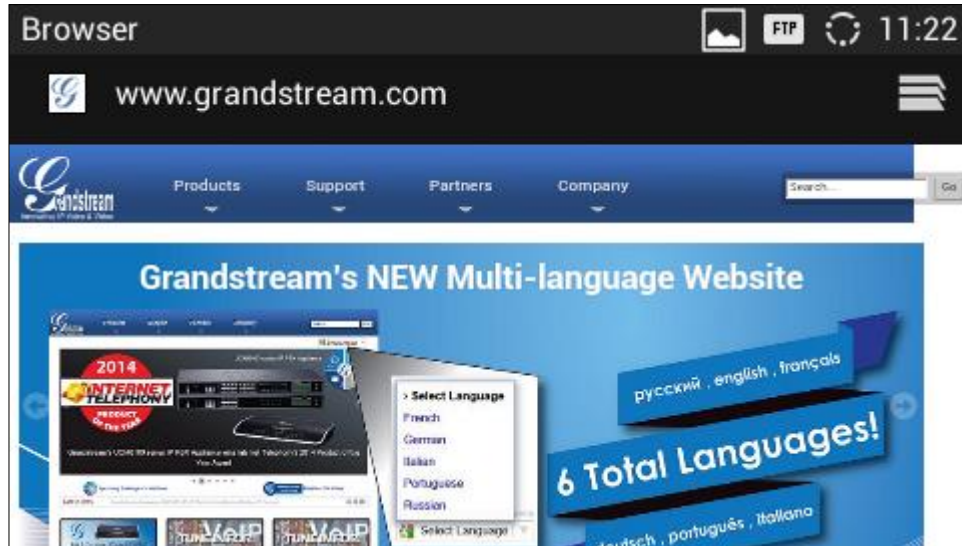 Browser
FTP
11:22
www.grandstream.com
Grandstream
Products
Support
Partners
Company
Search...
Go
Grandstream's NEW Multi-language Website
2014
INTERNET
TELEPHONY
PRODUCT
OF THE YEAR
› Select Language
French
German
Italian
Portuguese
Russian
Select Language
русский , english , français
6 Total Languages!
deutsch , português , italiano
VoIP
VoIP